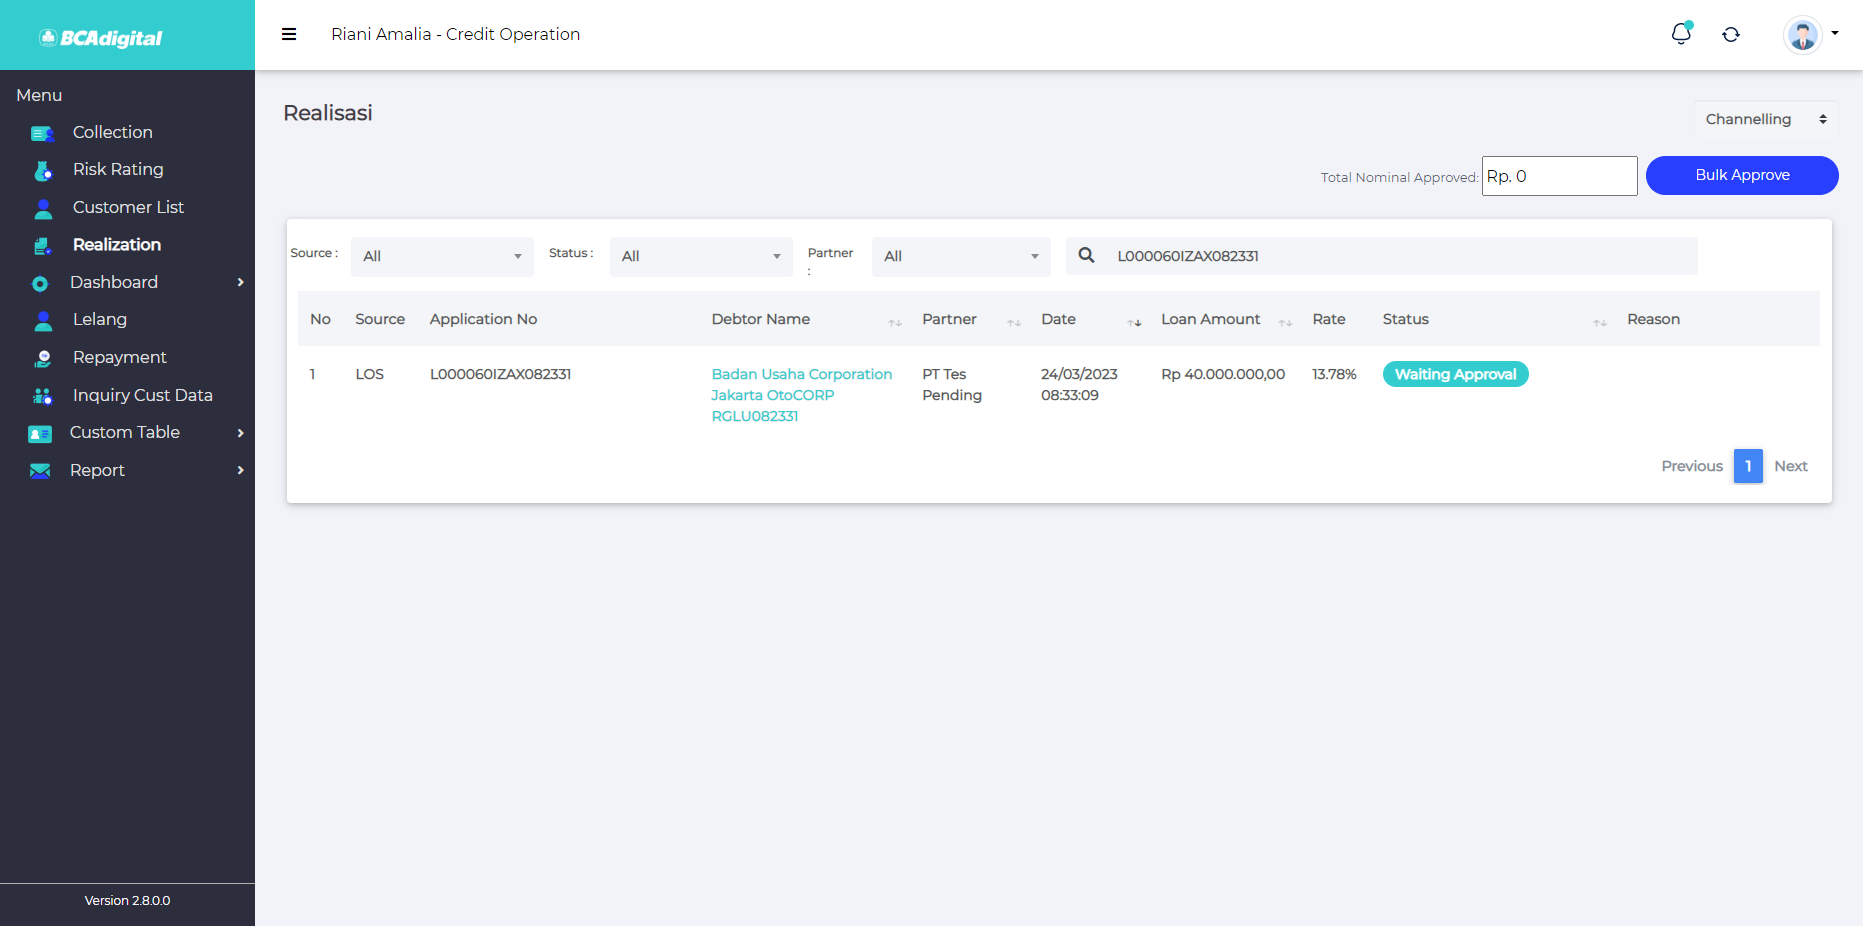 BCAdigital
Riani Amalia - Credit Operation
Menu
Collection
Risk Rating
Customer List
Realization
Dashboard
Lelang
Repayment
Inquiry Cust Data
Custom Table
Report
Version 2.8.0.0
Realisasi
Channelling
Total Nominal Approved: Rp. 0 Bulk Approve
Source : All Status : All Partner : All L000060IZAX082331
No Source Application No Debtor Name Partner Date Loan Amount Rate Status Reason
1 LOS L000060IZAX082331 Badan Usaha Corporation PT Tes 24/03/2023 Rp 40.000.000,00 13.78% Waiting Approval
Jakarta OtoCORP Pending 08:33:09
RGLU082331
Previous 1 Next